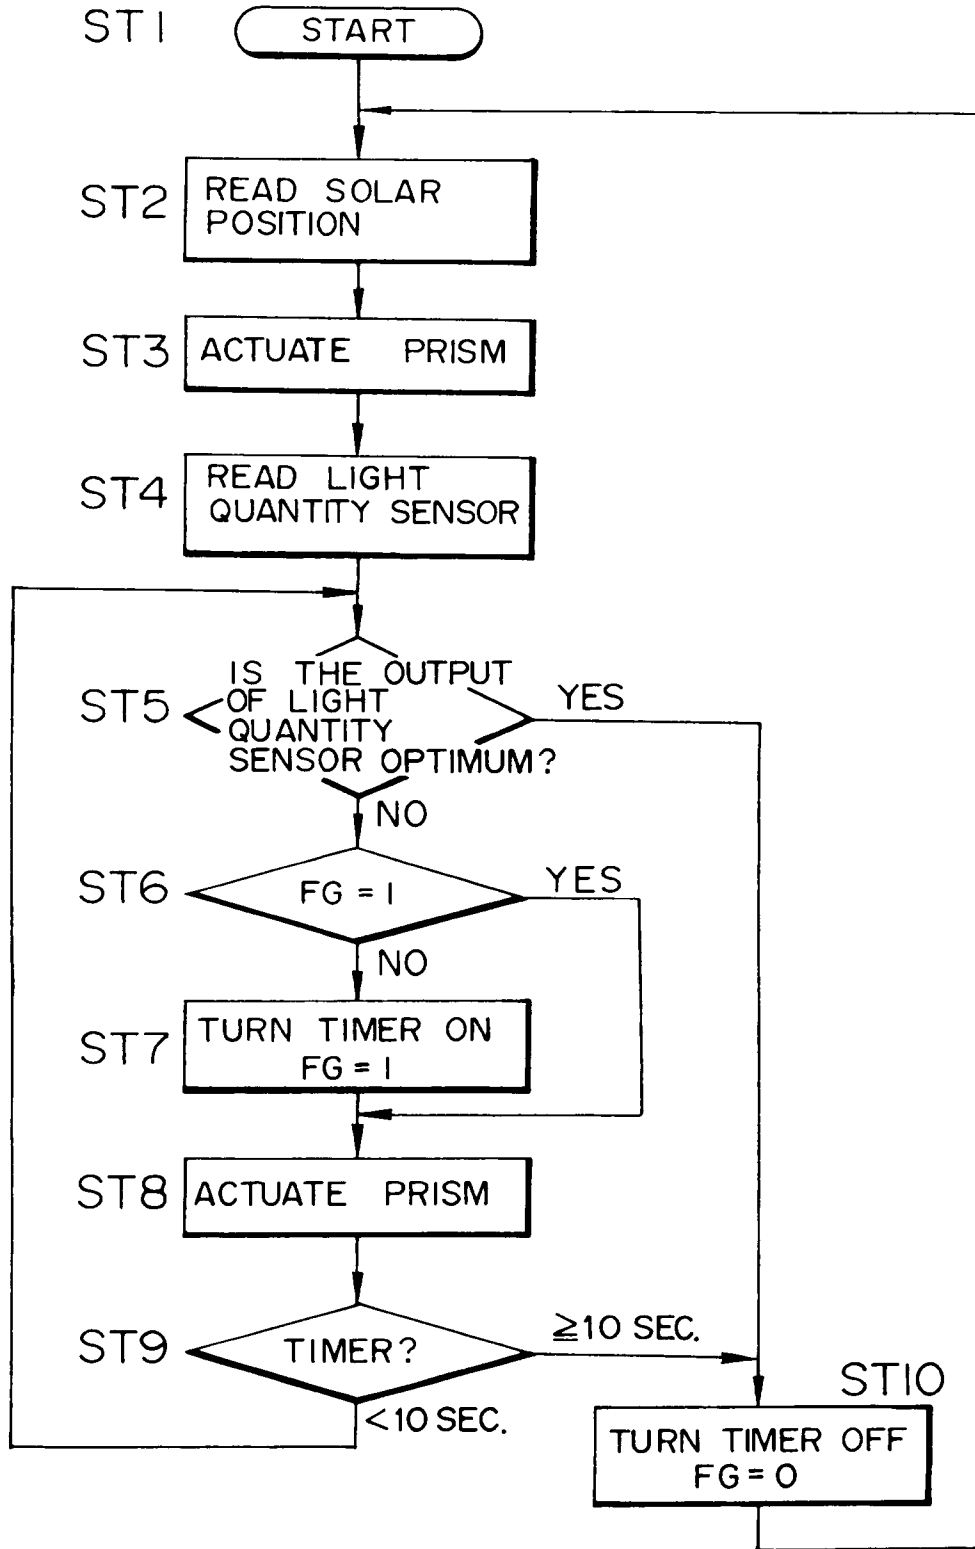 ST1
START
ST2
READ SOLAR
POSITION
ST3
ACTUATE PRISM
ST4
READ LIGHT
QUANTITY SENSOR
ST5
IS THE OUTPUT
OF LIGHT
QUANTITY
SENSOR OPTIMUM?
YES
NO
ST6
FG = 1
YES
NO
ST7
TURN TIMER ON
FG = 1
ST8
ACTUATE PRISM
ST9
TIMER?
≧10 SEC.
<10 SEC.
ST10
TURN TIMER OFF
FG = 0